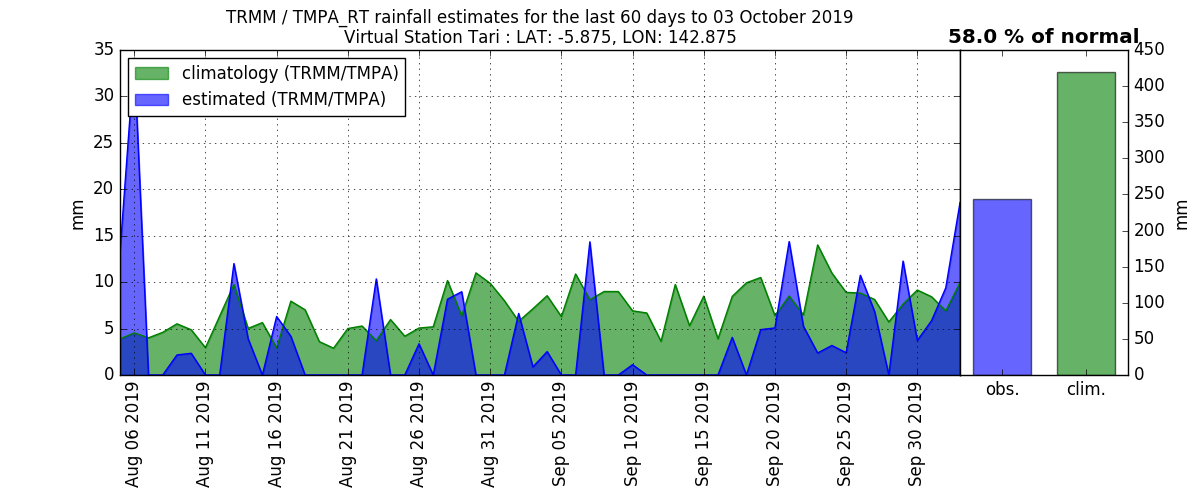 TRMM / TMPA_RT rainfall estimates for the last 60 days to 03 October 2019
Virtual Station Tari : LAT: -5.875, LON: 142.875
58.0 % of normal
climatology (TRMM/TMPA)
estimated (TRMM/TMPA)
35
30
25
20
15
10
5
0
mm
450
400
350
300
250
200
150
100
50
0
mm
Aug 06 2019
Aug 11 2019
Aug 16 2019
Aug 21 2019
Aug 26 2019
Aug 31 2019
Sep 05 2019
Sep 10 2019
Sep 15 2019
Sep 20 2019
Sep 25 2019
Sep 30 2019
obs.
clim.